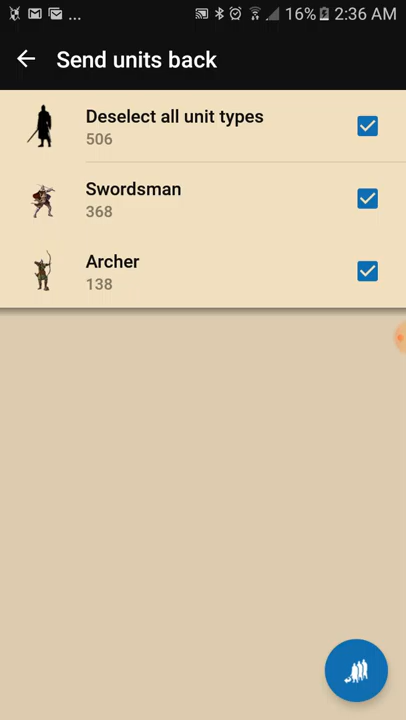 ... 16% 2:36 AM
Send units back
Deselect all unit types
506
Swordsman
368
Archer
138